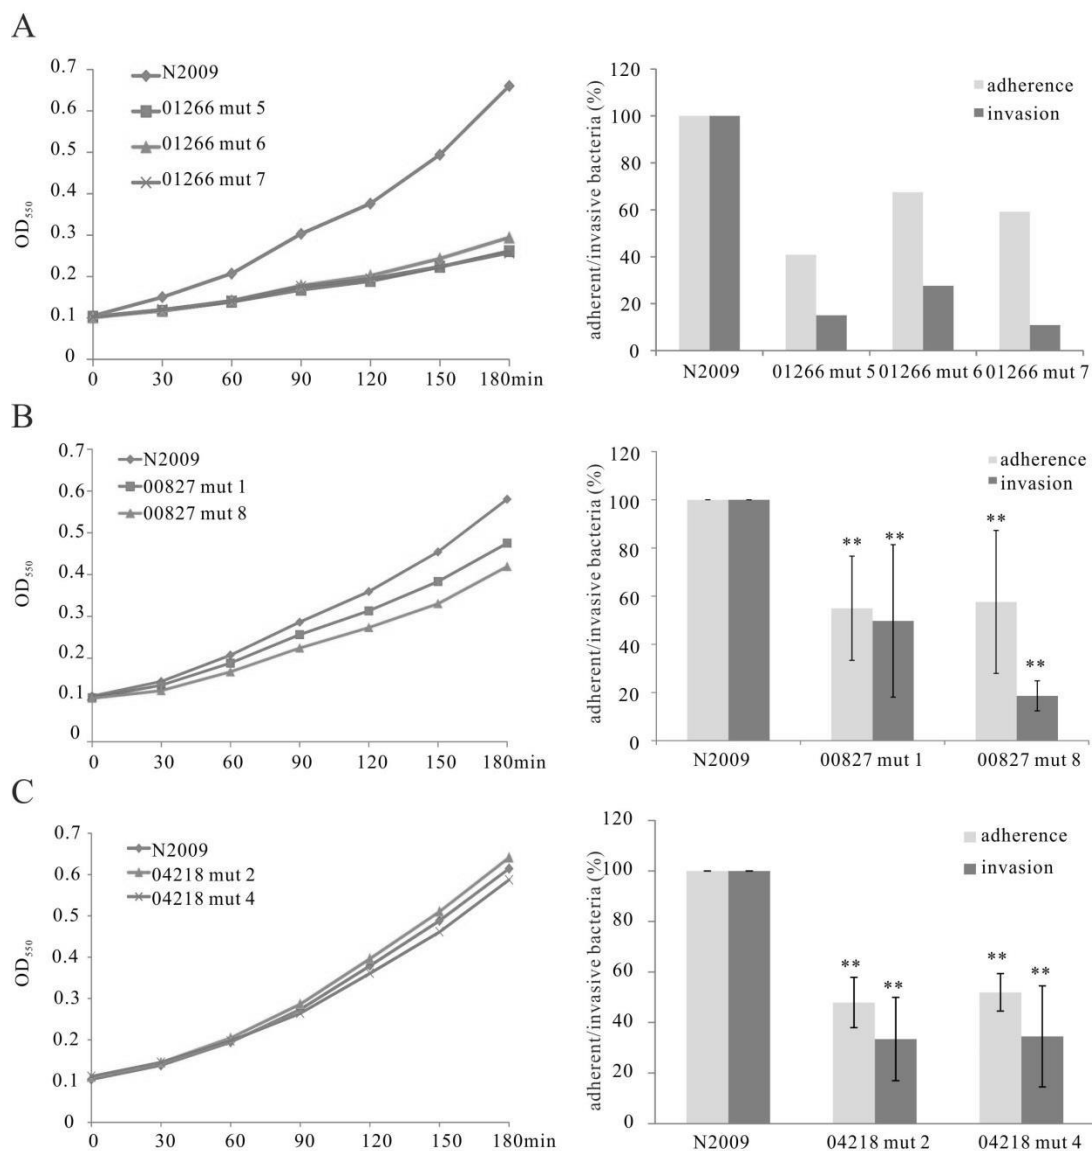 A
0.7
0.6
0.5
0.4
0.3
0.2
0.1
0
OD550
N2009
01266 mut 5
01266 mut 6
01266 mut 7
0 30 60 90 120 150 180min
120
100
80
60
40
20
0
adherent/invasive bacteria (%)
adherence
invasion
N2009 01266 mut 5 01266 mut 6 01266 mut 7
B
0.7
0.6
0.5
0.4
0.3
0.2
0.1
0
OD550
N2009
00827 mut 1
00827 mut 8
0 30 60 90 120 150 180min
120
100
80
60
40
20
0
adherent/invasive bacteria (%)
adherence
invasion
** ** ** **
N2009 00827 mut 1 00827 mut 8
C
0.7
0.6
0.5
0.4
0.3
0.2
0.1
0
OD550
N2009
04218 mut 2
04218 mut 4
0 30 60 90 120 150 180min
120
100
80
60
40
20
0
adherent/invasive bacteria (%)
adherence
invasion
** ** ** **
N2009 04218 mut 2 04218 mut 4